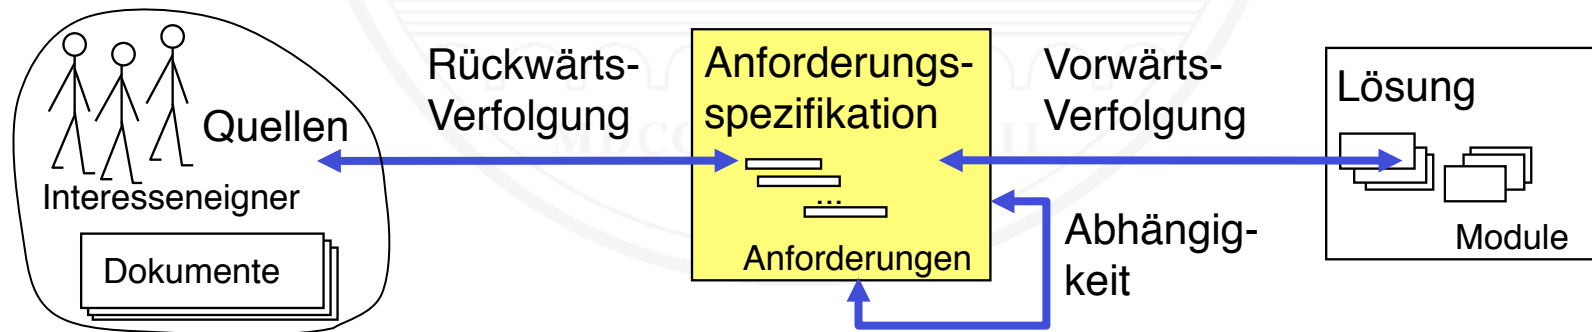 Quellen
Interesseneigner
Dokumente
Rückwärts-
Verfolgung
Anforderungs-
spezifikation
...
Anforderungen
Vorwärts-
Verfolgung
Abhängig-
keit
Lösung
Module